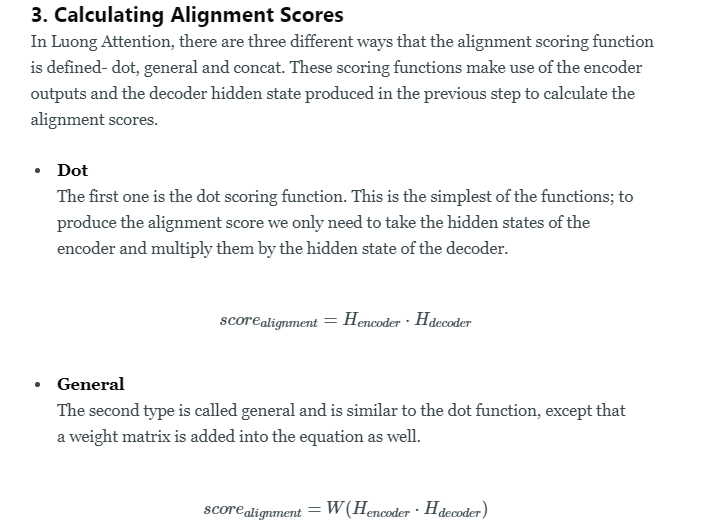 3. Calculating Alignment Scores
In Luong Attention, there are three different ways that the alignment scoring function
is defined- dot, general and concat. These scoring functions make use of the encoder
outputs and the decoder hidden state produced in the previous step to calculate the
alignment scores.
• Dot
The first one is the dot scoring function. This is the simplest of the functions; to
produce the alignment score we only need to take the hidden states of the
encoder and multiply them by the hidden state of the decoder.
score_{alignment} = H_{encoder} · H_{decoder}
• General
The second type is called general and is similar to the dot function, except that
a weight matrix is added into the equation as well.
score_{alignment} = W(H_{encoder} · H_{decoder})